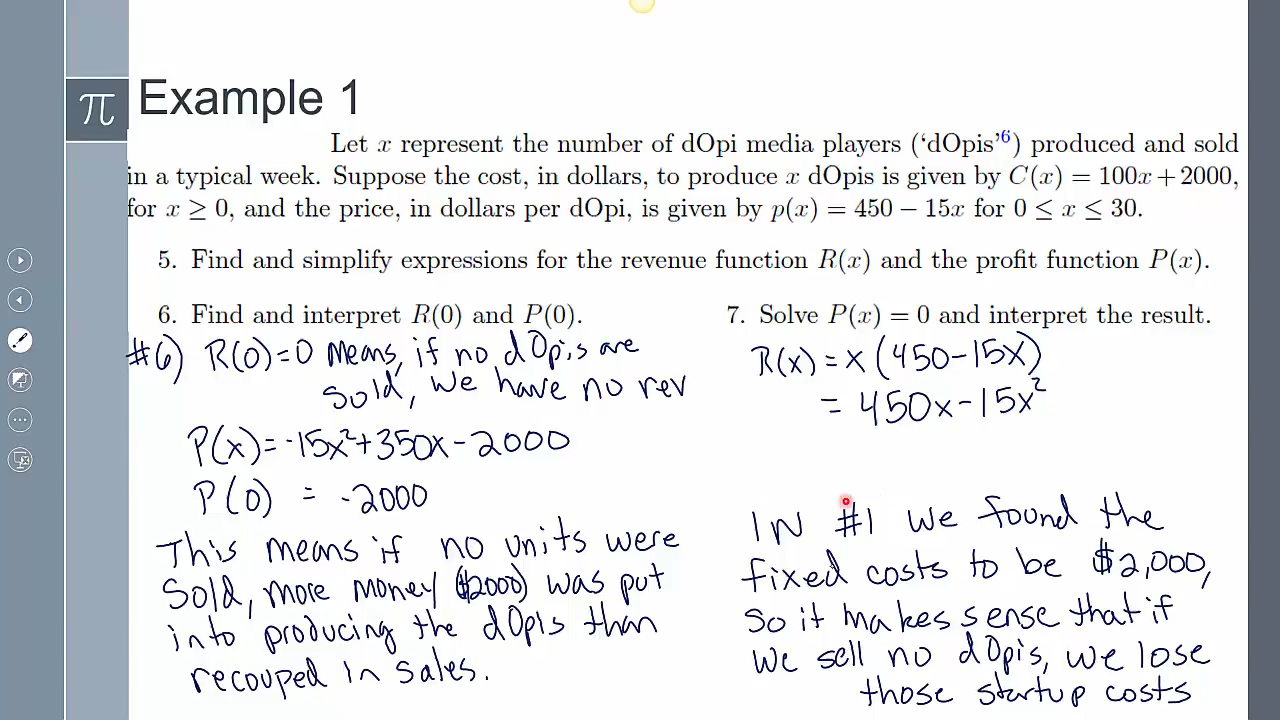 π Example 1
Let x represent the number of dOpi media players (‘dOpis’⁶) produced and sold
in a typical week. Suppose the cost, in dollars, to produce x dOpis is given by C(x) = 100x + 2000,
for x ≥ 0, and the price, in dollars per dOpi, is given by p(x) = 450 − 15x for 0 ≤ x ≤ 30.
5. Find and simplify expressions for the revenue function R(x) and the profit function P(x).
6. Find and interpret R(0) and P(0).
7. Solve P(x) = 0 and interpret the result.
#6) R(0)=0 means, if no dOpis are
sold, we have no rev
P(x)=-15x²+350x-2000
P(0) = -2000
This means if no units were
sold, more money ($2000) was put
into producing the dOpis than
recouped in sales.
R(x) = x(450-15x)
= 450x-15x²
IN #1 we found the
fixed costs to be $2,000,
so it makes sense that if
we sell no dOpis, we lose
those startup costs